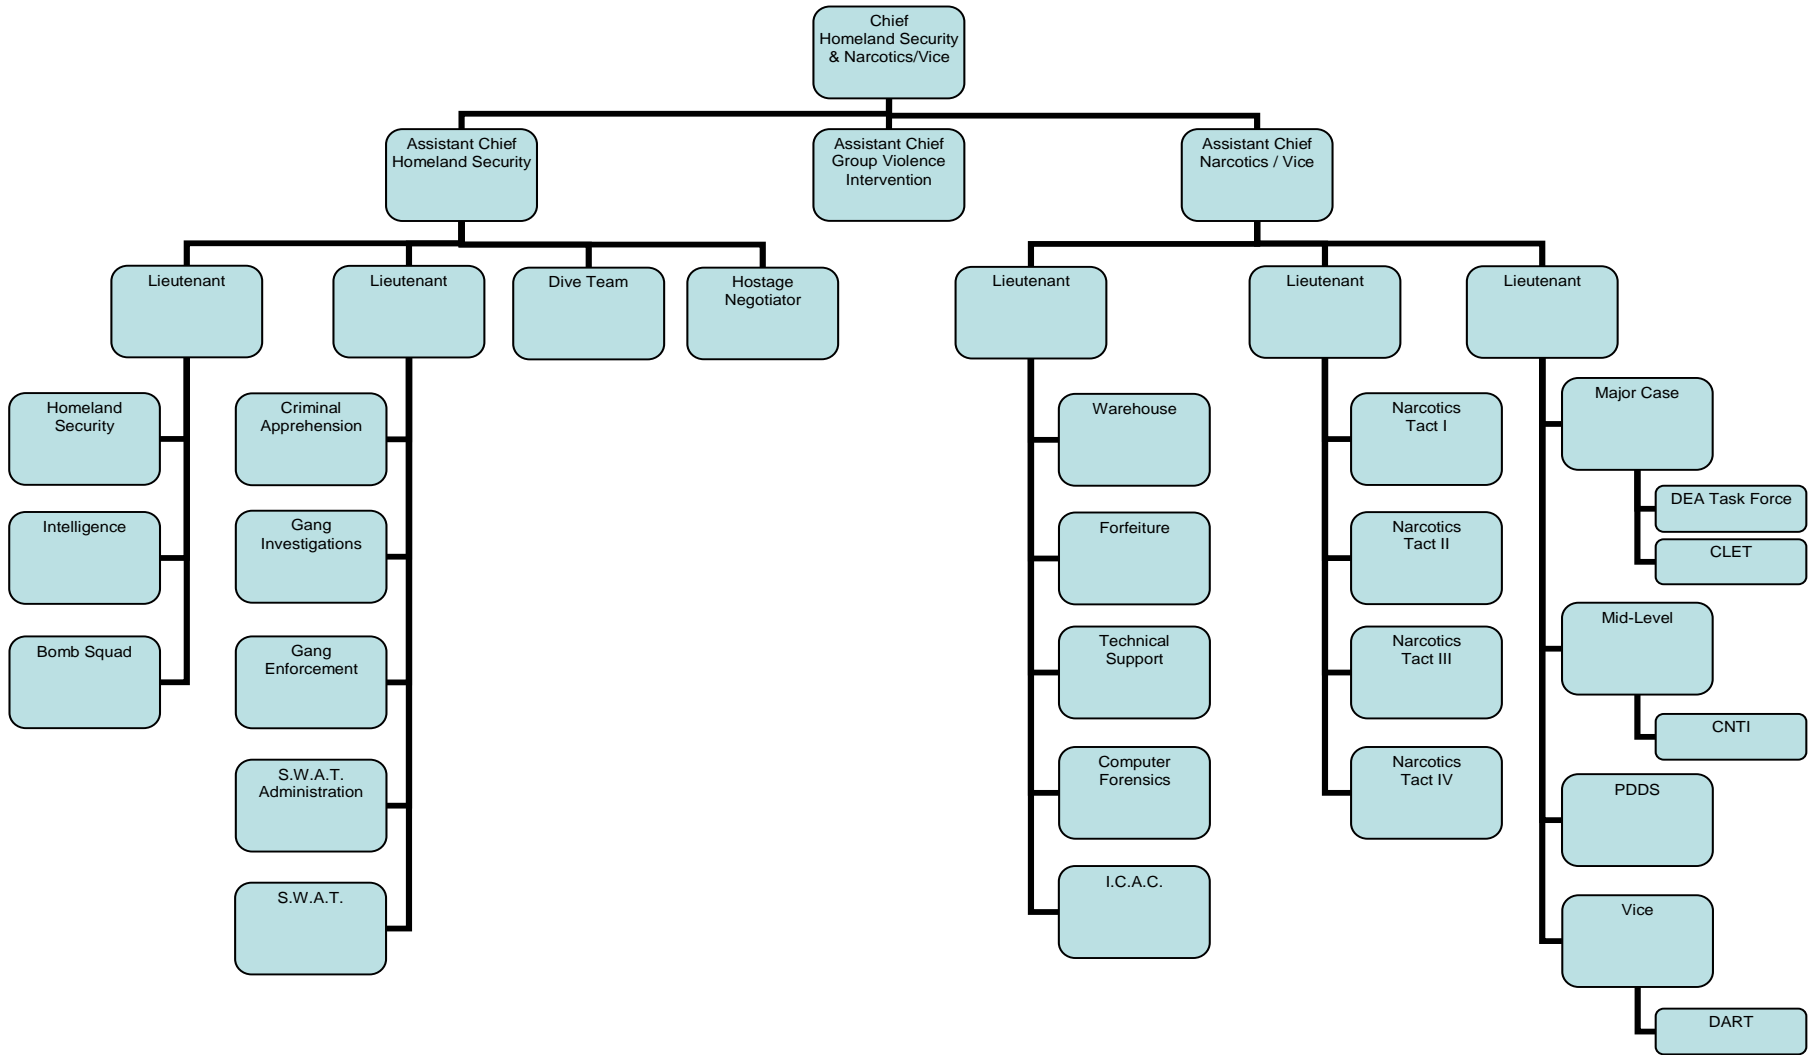 Chief
Homeland Security
& Narcotics/Vice
Assistant Chief
Homeland Security
Assistant Chief
Group Violence
Intervention
Assistant Chief
Narcotics / Vice
Lieutenant
Lieutenant
Dive Team
Hostage
Negotiator
Lieutenant
Lieutenant
Lieutenant
Homeland
Security
Intelligence
Bomb Squad
Criminal
Apprehension
Gang
Investigations
Gang
Enforcement
S.W.A.T.
Administration
S.W.A.T.
Warehouse
Forfeiture
Technical
Support
Computer
Forensics
I.C.A.C.
Narcotics
Tact I
Narcotics
Tact II
Narcotics
Tact III
Narcotics
Tact IV
Major Case
DEA Task Force
CLET
Mid-Level
CNTI
PDDS
Vice
DART